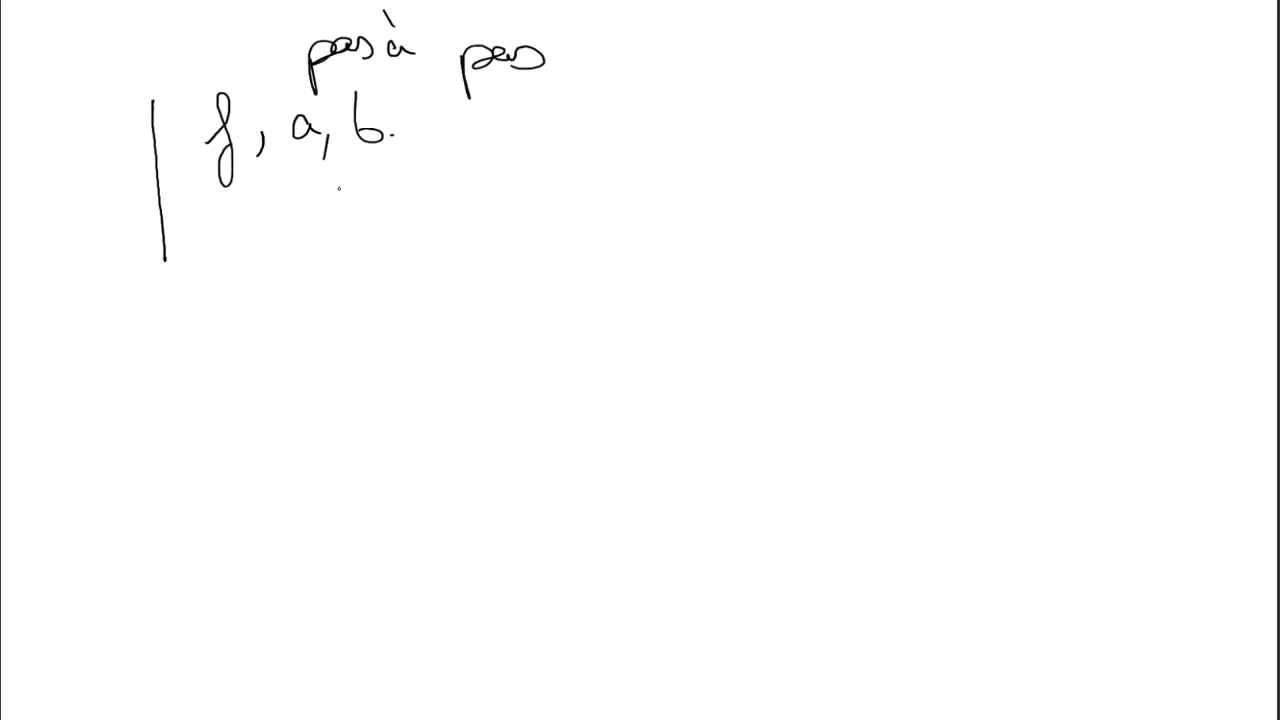 pas à pas
f, a, b.